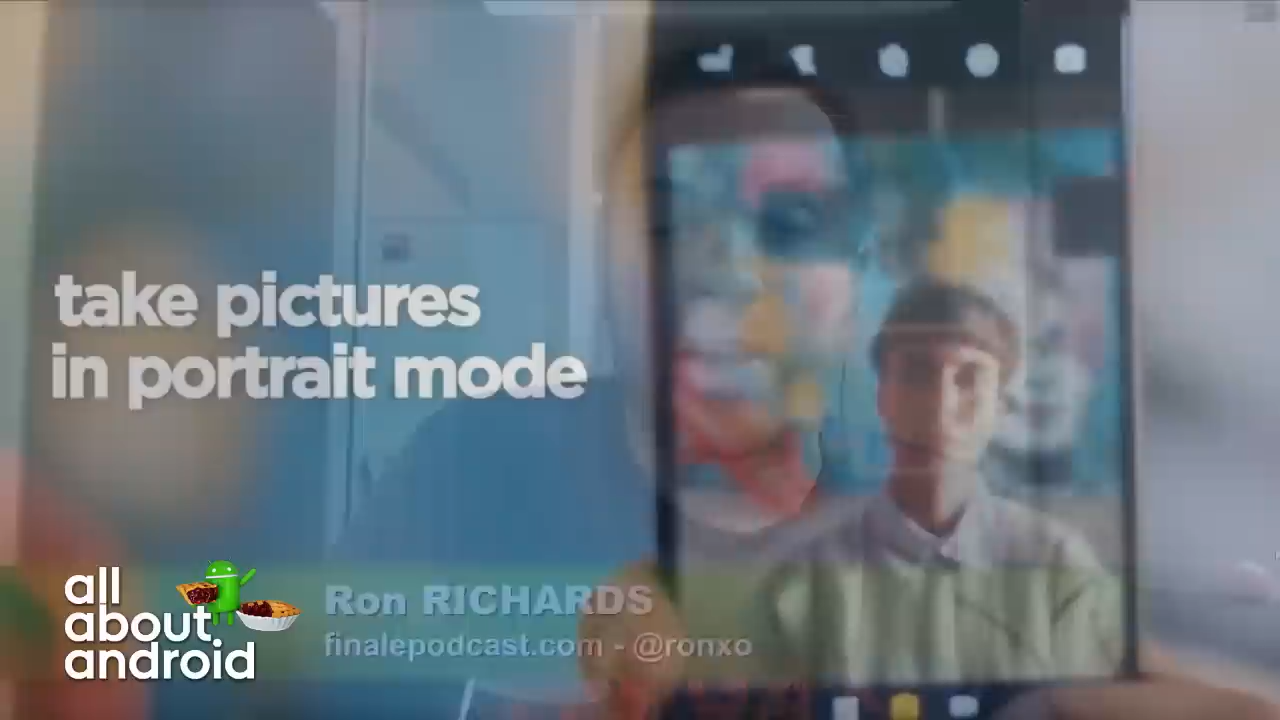 take pictures
in portrait mode
all
about
android
Ron RICHARDS
finalepodcast.com - @ronxo